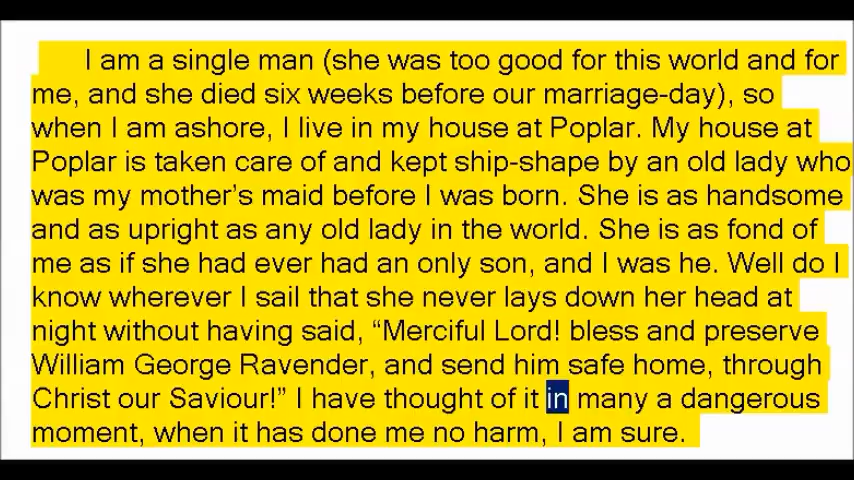 I am a single man (she was too good for this world and for
me, and she died six weeks before our marriage-day), so
when I am ashore, I live in my house at Poplar. My house at
Poplar is taken care of and kept ship-shape by an old lady who
was my mother’s maid before I was born. She is as handsome
and as upright as any old lady in the world. She is as fond of
me as if she had ever had an only son, and I was he. Well do I
know wherever I sail that she never lays down her head at
night without having said, “Merciful Lord! bless and preserve
William George Ravender, and send him safe home, through
Christ our Saviour!” I have thought of it in many a dangerous
moment, when it has done me no harm, I am sure.